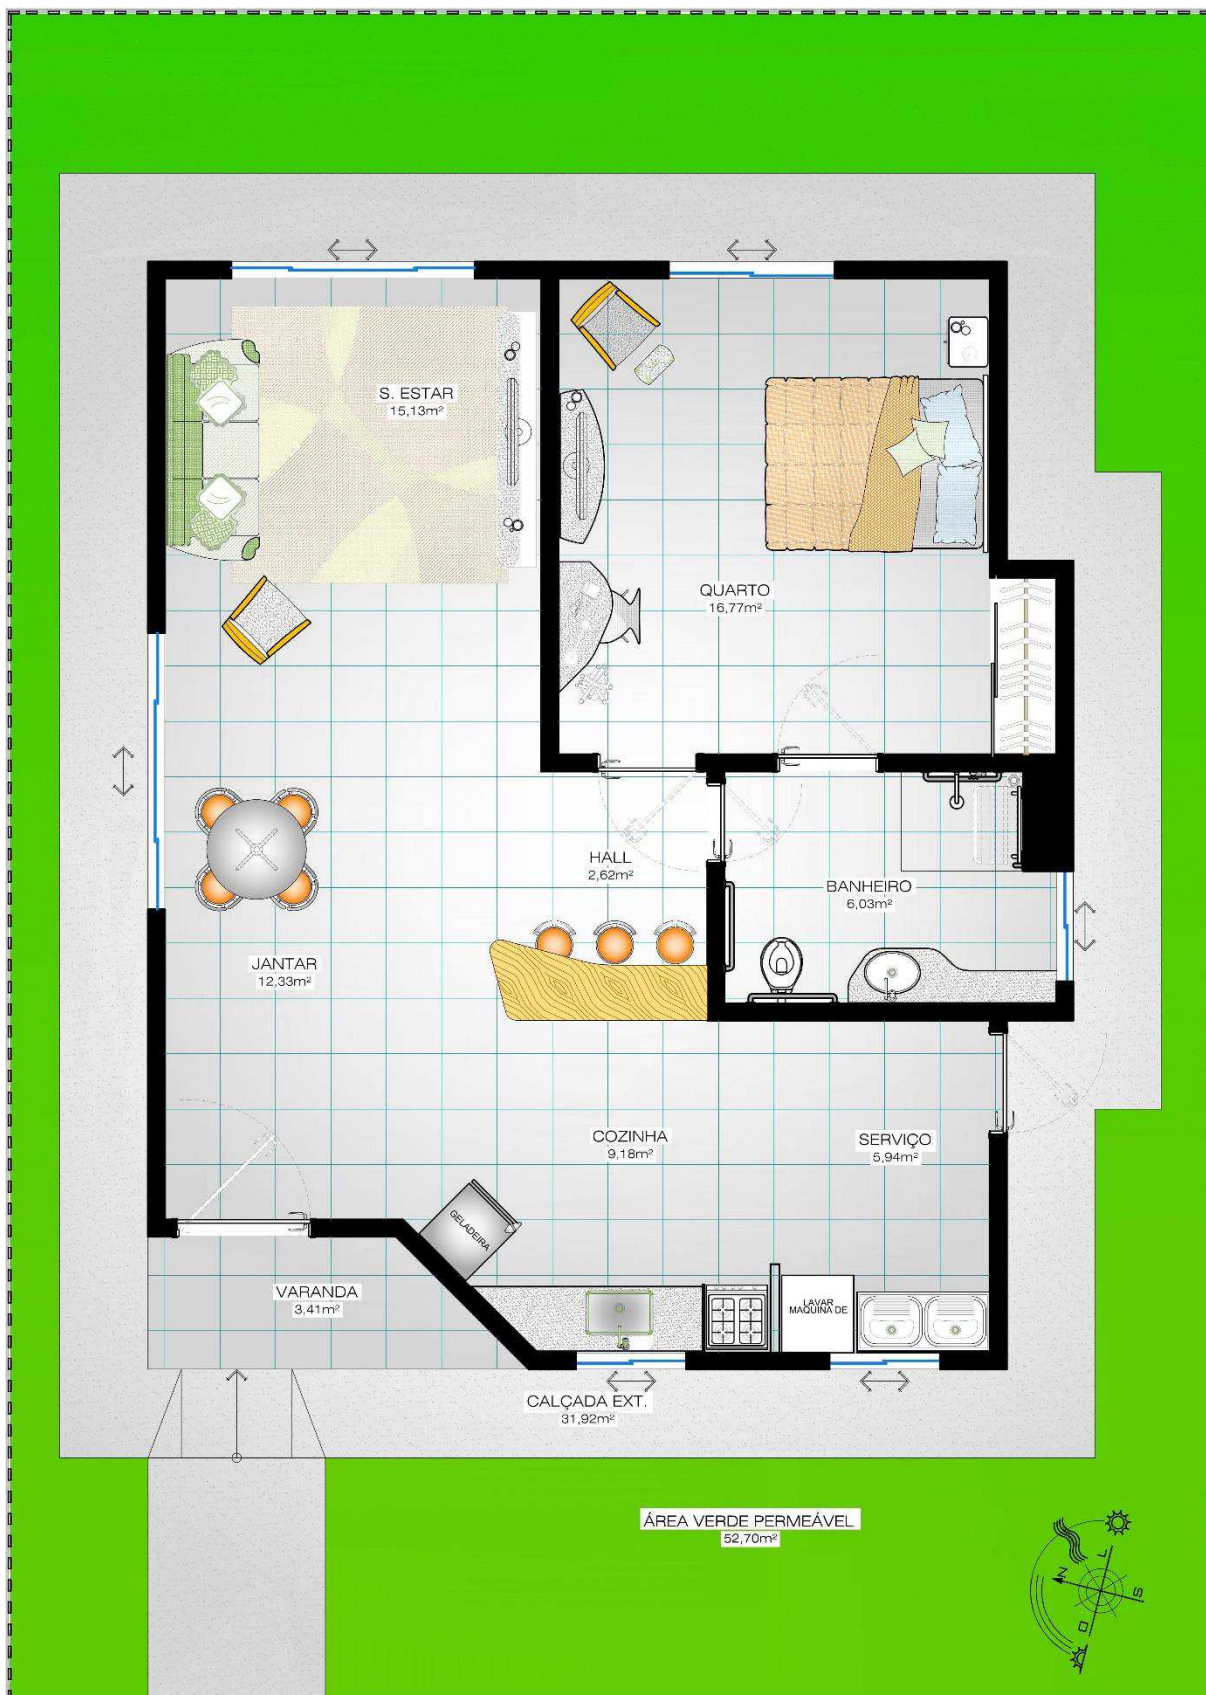 S. ESTAR
15,13m²
QUARTO
16,77m²
HALL
2,62m²
BANHEIRO
6,03m²
JANTAR
12,33m²
COZINHA
9,18m²
SERVIÇO
5,94m²
GELADEIRA
VARANDA
3,41m²
LAVAR
MAQUINA DE
CALÇADA EXT.
31,92m²
ÁREA VERDE PERMEÁVEL
52,70m²
L
N
S
O